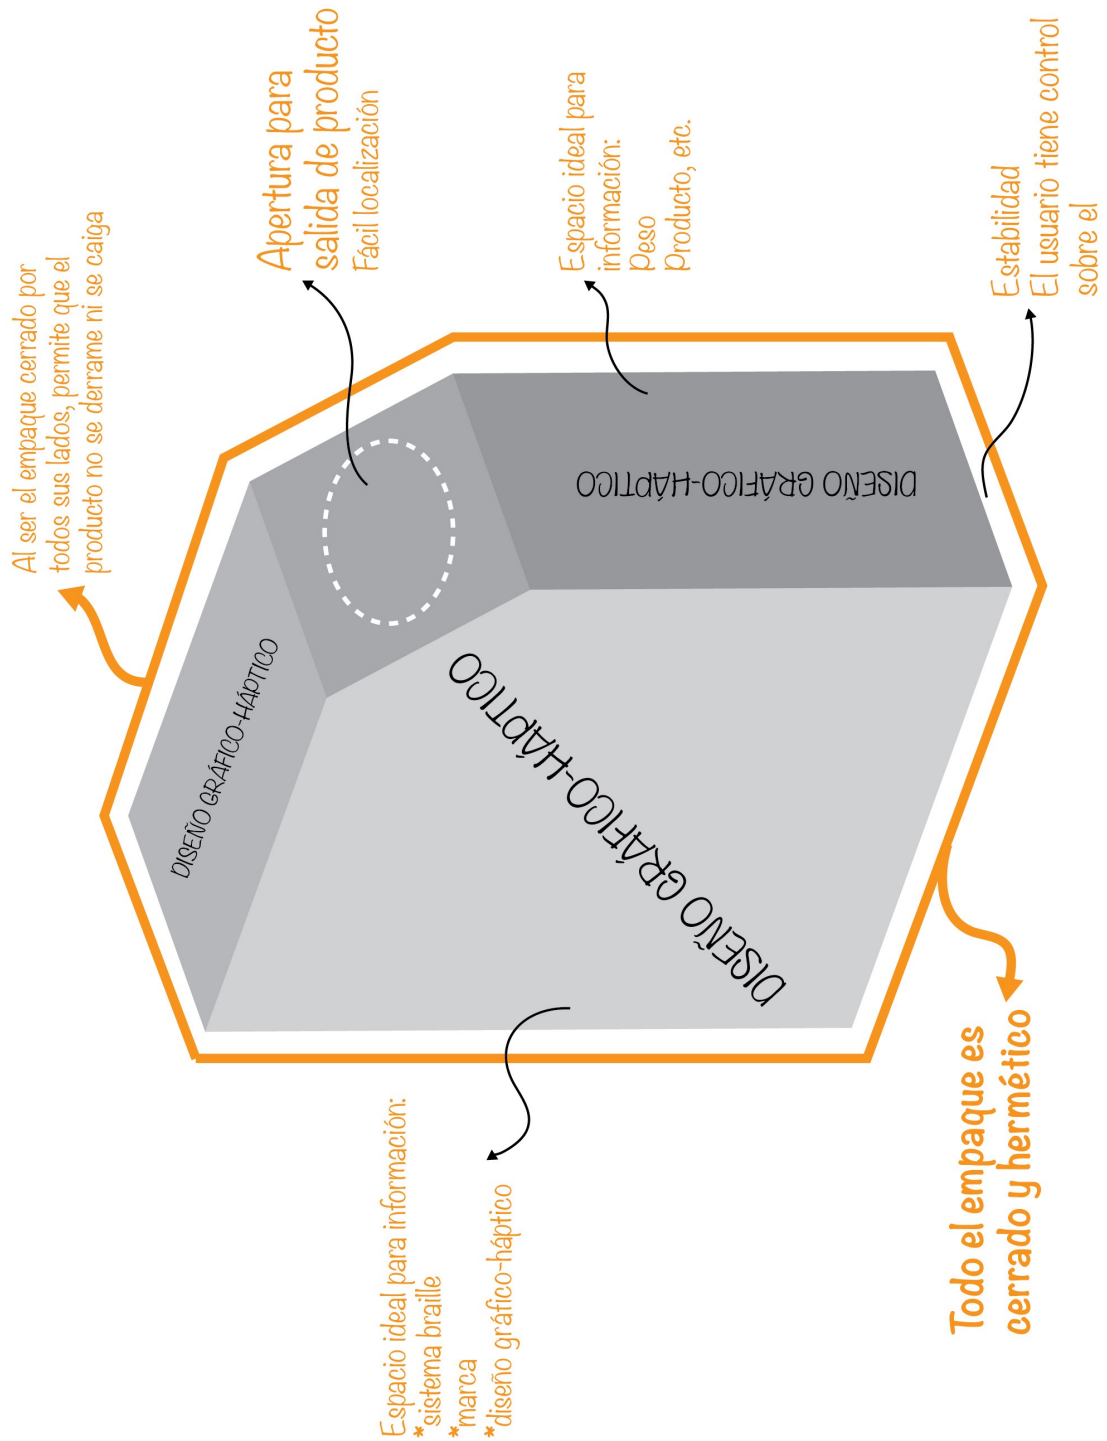 Al ser el empaque cerrado por
todos sus lados, permite que el
producto no se derrame ni se caiga
Apertura para
salida de producto
Fácil localización
Espacio ideal para
información:
Peso
Producto, etc.
Estabilidad
El usuario tiene control
sobre el
DISEÑO GRÁFICO-HÁPTICO
DISEÑO GRÁFICO-HÁPTICO
DISEÑO GRÁFICO-HÁPTICO
Espacio ideal para información:
*sistema braille
*marca
*diseño gráfico-háptico
Todo el empaque es
cerrado y hermético